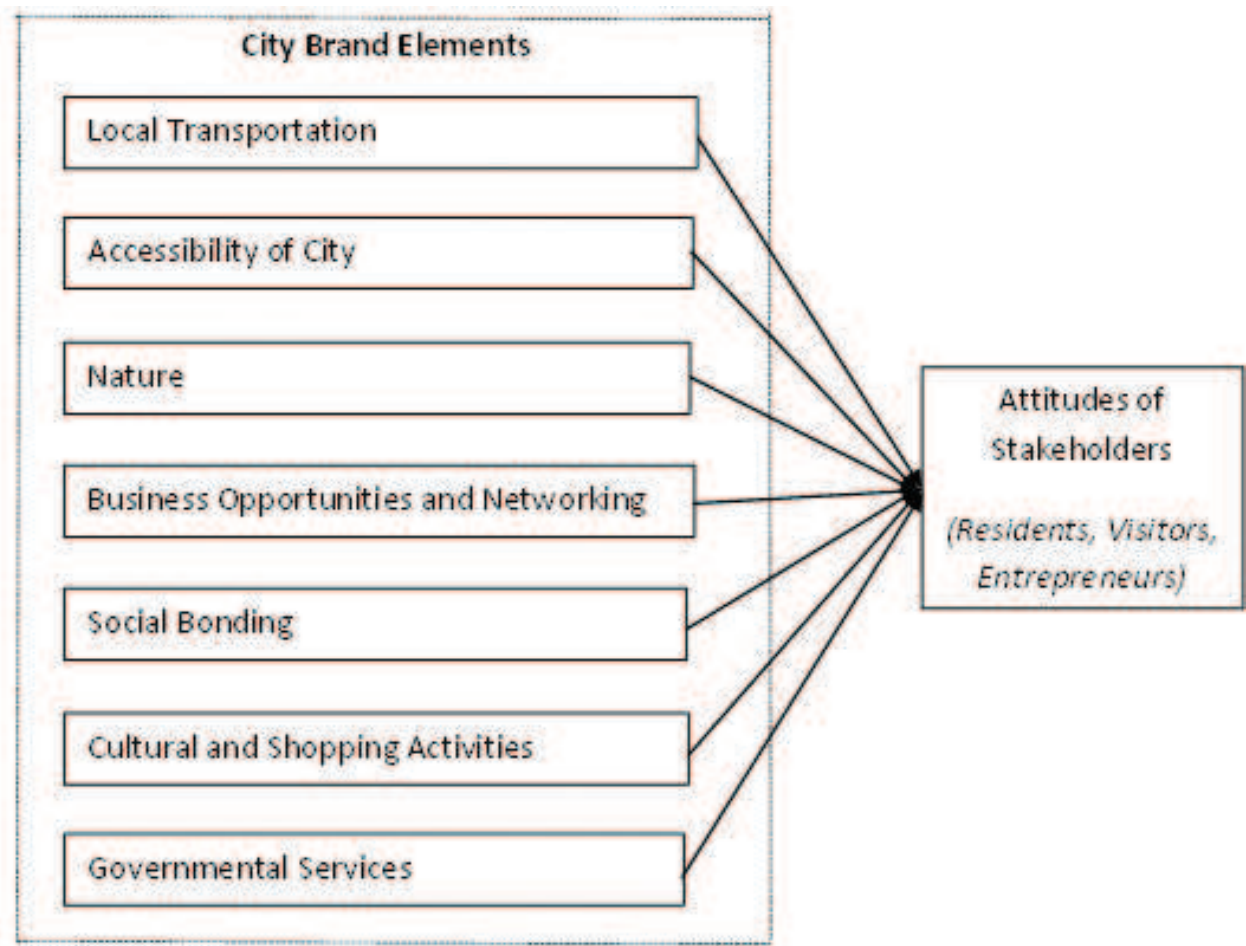 City Brand Elements
Local Transportation
Accessibility of City
Nature
Business Opportunities and Networking
Social Bonding
Cultural and Shopping Activities
Governmental Services
Attitudes of
Stakeholders
(Residents, Visitors,
Entrepreneurs)